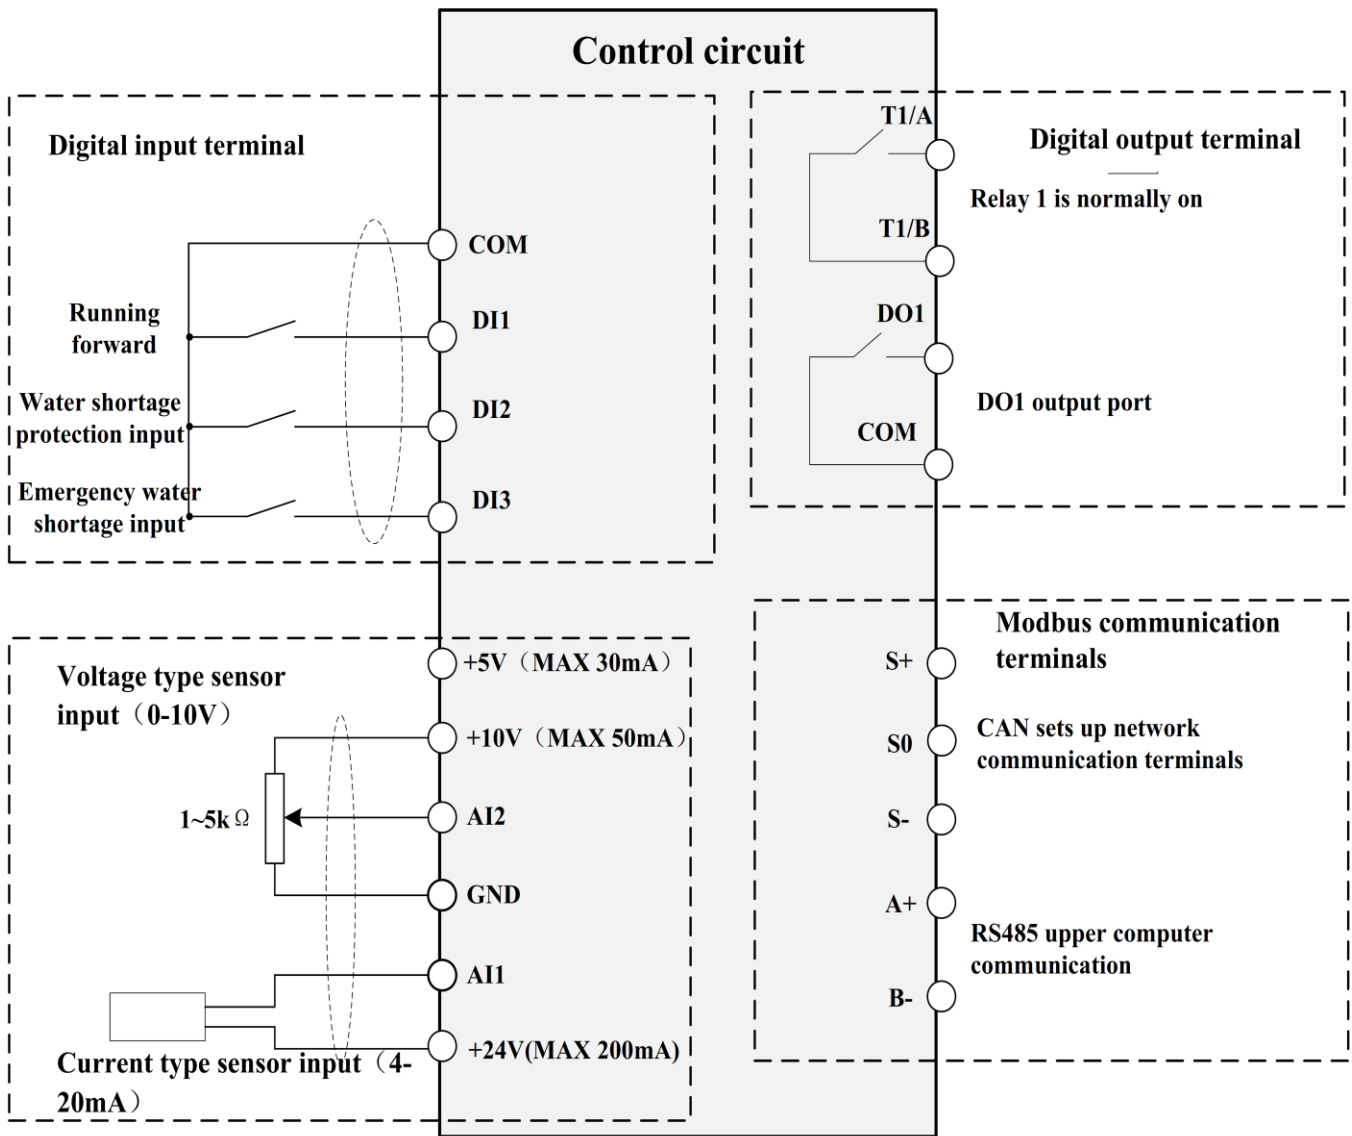 Control circuit
Digital input terminal
COM
Running
forward
DI1
Water shortage
protection input
DI2
Emergency water
shortage input
DI3
T1/A
Digital output terminal
Relay 1 is normally on
T1/B
DO1
DO1 output port
COM
Voltage type sensor
input（0-10V）
+5V（MAX 30mA）
+10V（MAX 50mA）
1~5k Ω
AI2
GND
AI1
+24V(MAX 200mA)
Current type sensor input（4-
20mA）
Modbus communication
terminals
S+
CAN sets up network
communication terminals
S0
S-
A+
RS485 upper computer
communication
B-